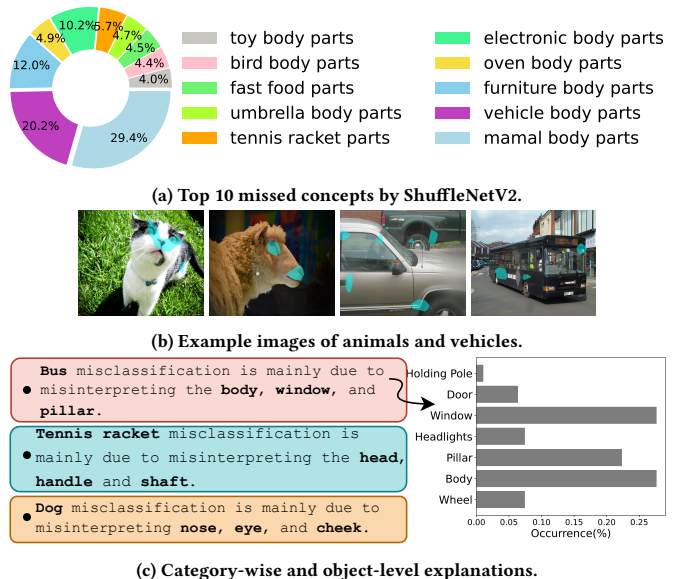 10.2%
5.7%
4.7%
4.5%
4.4%
4.0%
4.9%
12.0%
20.2%
29.4%
toy body parts
bird body parts
fast food parts
umbrella body parts
tennis racket parts
electronic body parts
oven body parts
furniture body parts
vehicle body parts
mamal body parts
(a) Top 10 missed concepts by ShuffleNetV2.
(b) Example images of animals and vehicles.
Bus misclassification is mainly due to
misinterpreting the body, window, and
pillar.
Tennis racket misclassification is
mainly due to misinterpreting the head,
handle and shaft.
Dog misclassification is mainly due to
misinterpreting nose, eye, and cheek.
Holding Pole
Door
Window
Headlights
Pillar
Body
Wheel
0.00 0.05 0.10 0.15 0.20 0.25
Occurrence(%)
(c) Category-wise and object-level explanations.